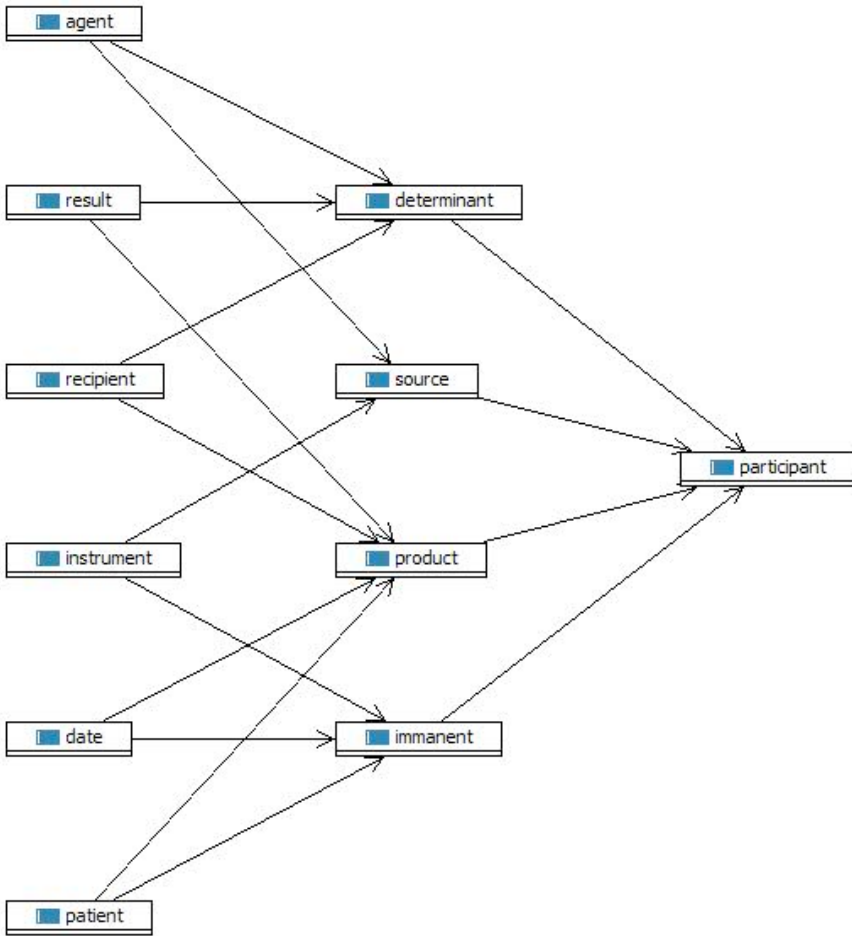 agent
result
determinant
recipient
source
participant
instrument
product
date
immanent
patient